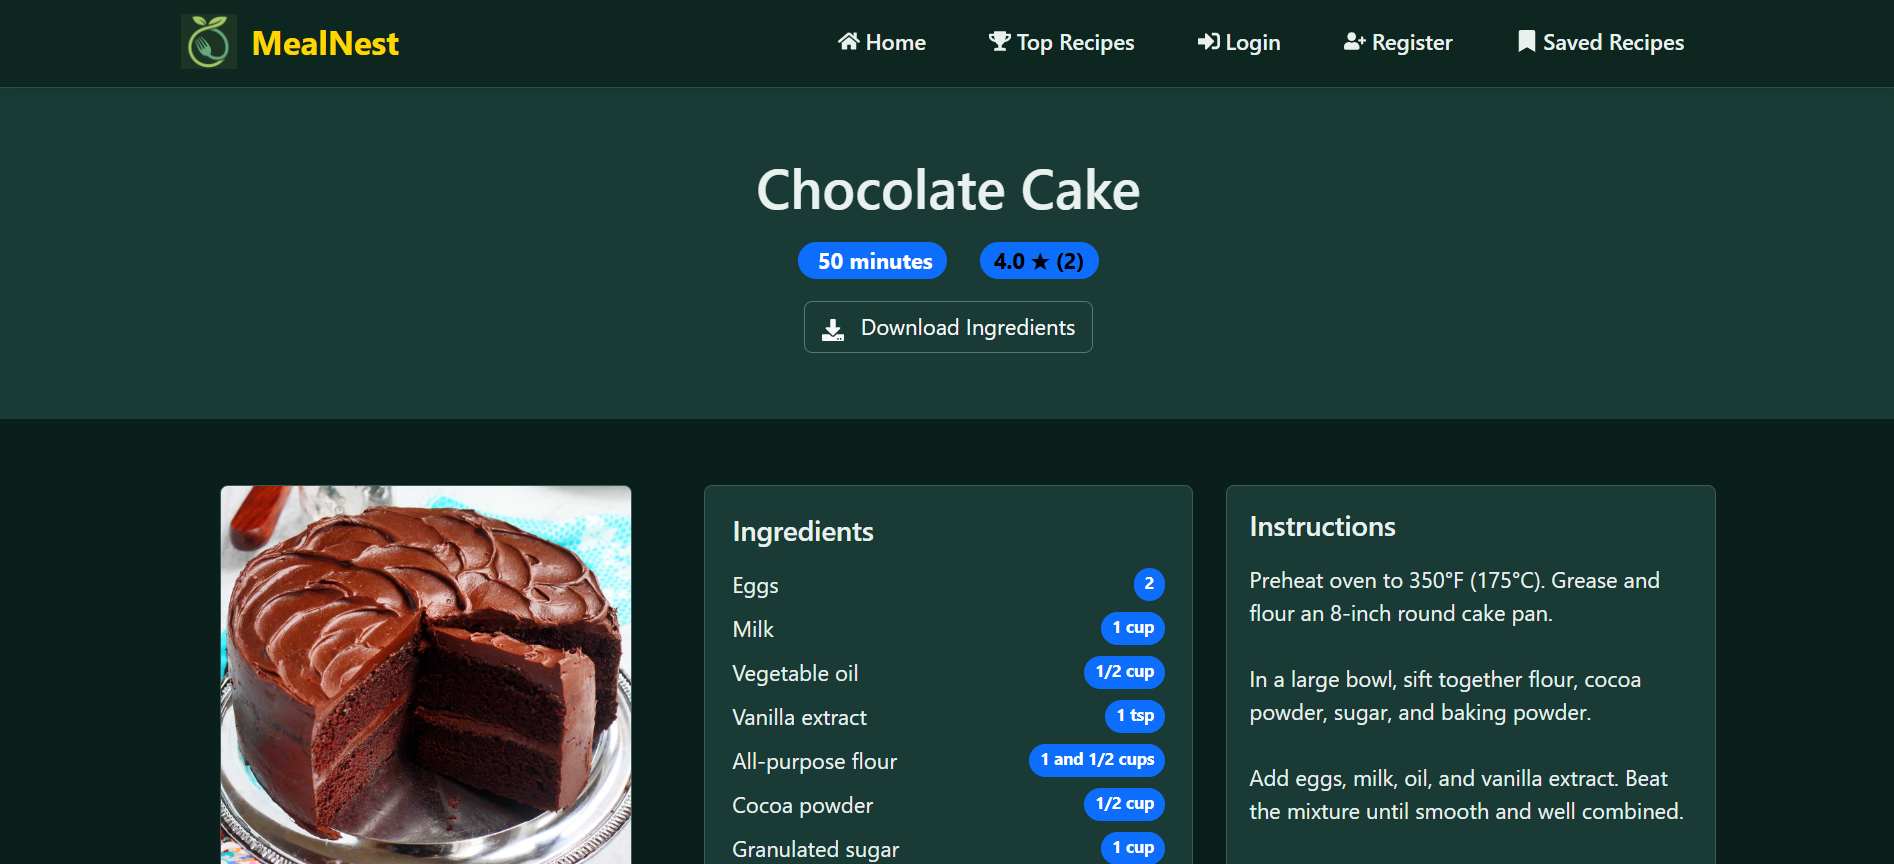 MealNest
Home
Top Recipes
Login
Register
Saved Recipes
Chocolate Cake
50 minutes
4.0 ★ (2)
Download Ingredients
Ingredients
Eggs 2
Milk 1 cup
Vegetable oil 1/2 cup
Vanilla extract 1 tsp
All-purpose flour 1 and 1/2 cups
Cocoa powder 1/2 cup
Granulated sugar 1 cup
Instructions
Preheat oven to 350°F (175°C). Grease and
flour an 8-inch round cake pan.
In a large bowl, sift together flour, cocoa
powder, sugar, and baking powder.
Add eggs, milk, oil, and vanilla extract. Beat
the mixture until smooth and well combined.